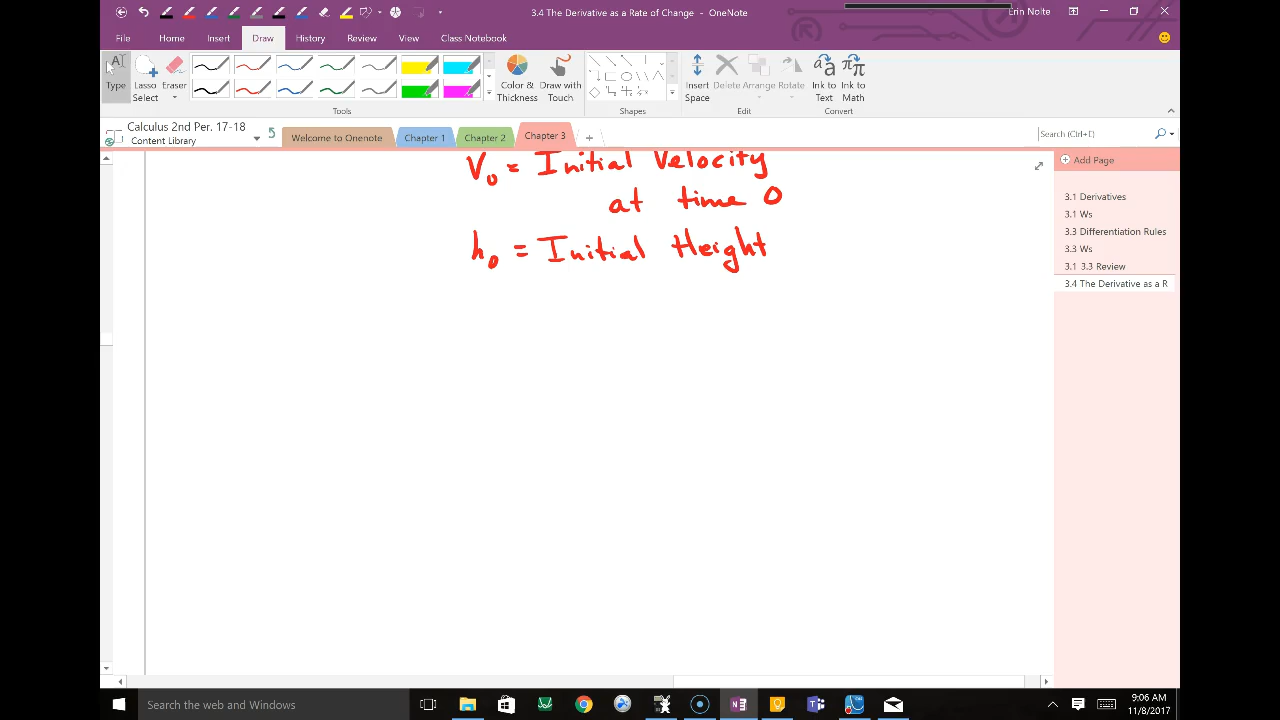 3.4 The Derivative as a Rate of Change - OneNote
Erin Nolte
File Home Insert Draw History Review View Class Notebook
Type
Lasso Select
Eraser
Color & Thickness
Draw with Touch
Insert Space
Delete
Arrange
Rotate
Ink to Text
Ink to Math
Tools
Shapes
Edit
Convert
Calculus 2nd Per. 17-18
Content Library
Welcome to Onenote
Chapter 1
Chapter 2
Chapter 3
Search (Ctrl+E)
Add Page
3.1 Derivatives
3.1 Ws
3.3 Differentiation Rules
3.3 Ws
3.1 3.3 Review
3.4 The Derivative as a R
V₀ = Initial Velocity
at time 0
h₀ = Initial Height
Search the web and Windows
9:06 AM
11/8/2017